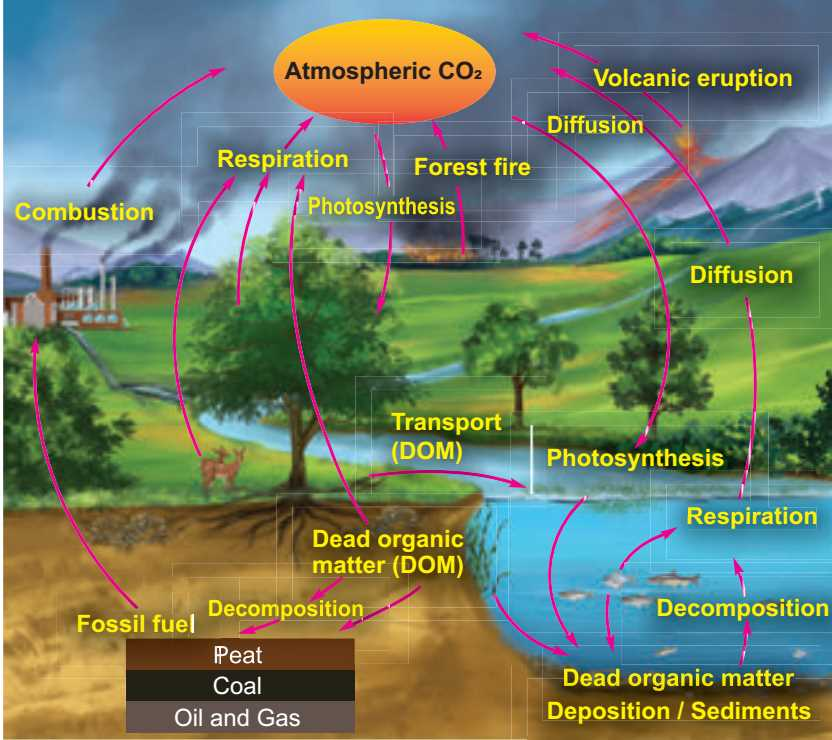 Atmospheric CO₂
Volcanic eruption
Diffusion
Respiration
Forest fire
Photosynthesis
Combustion
Diffusion
Transport
(DOM)
Photosynthesis
Respiration
Dead organic
matter (DOM)
Decomposition
Fossil fuel
Decomposition
Peat
Coal
Oil and Gas
Dead organic matter
Deposition / Sediments